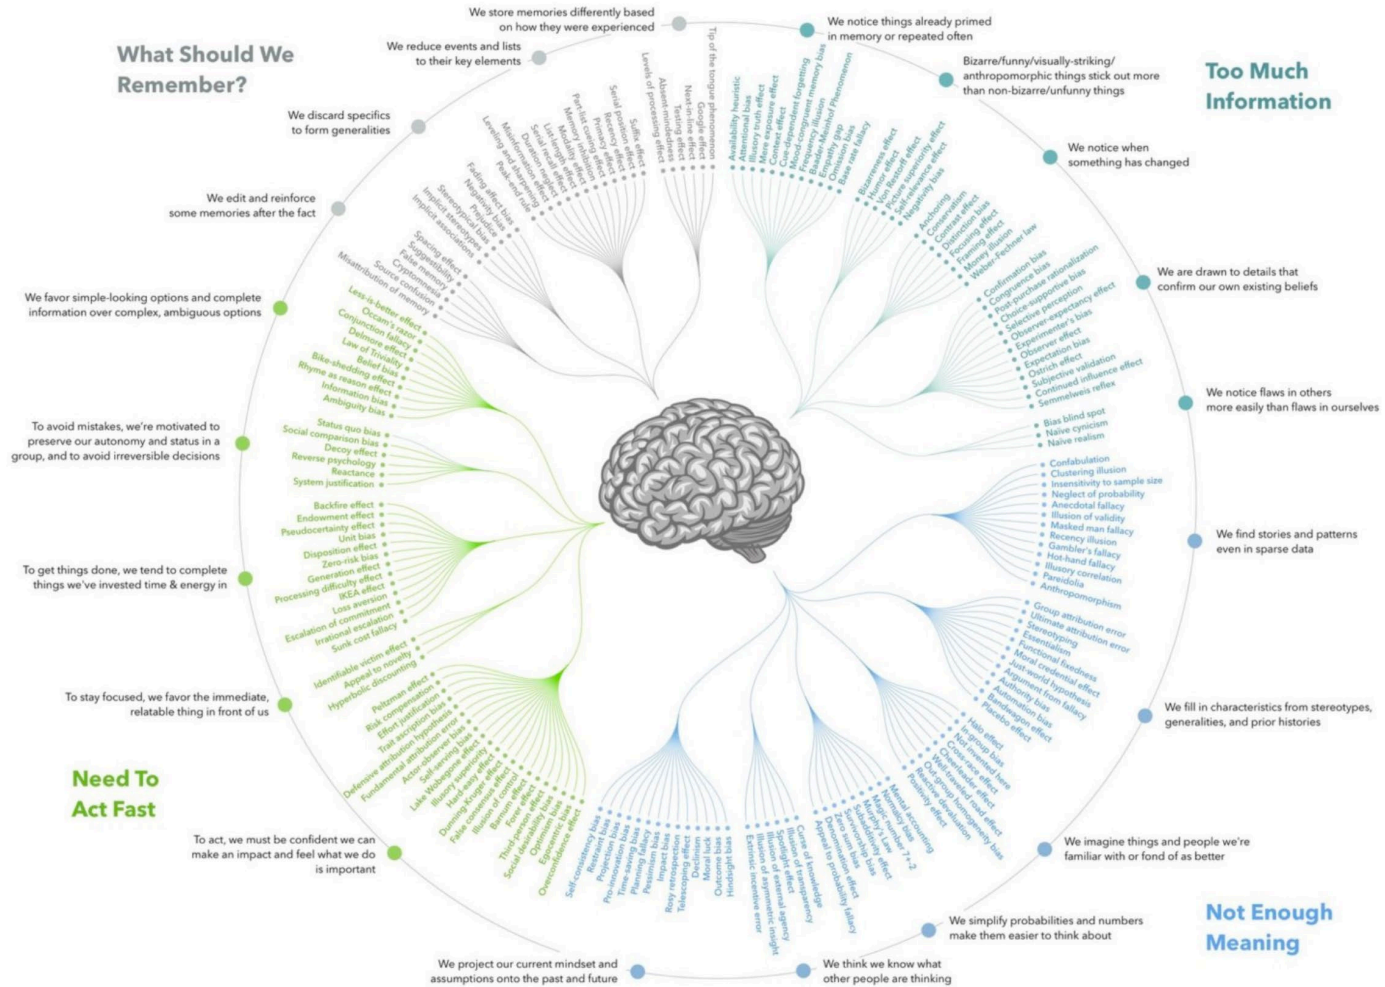 What Should We
Remember?
We store memories differently based
on how they were experienced
We reduce events and lists
to their key elements
We discard specifics
to form generalities
We edit and reinforce
some memories after the fact
Tip of the tongue phenomenon
Google effect
Next-in-line effect
Testing effect
Absent-mindedness
Levels of processing effect
Suffix effect
Serial position effect
Recency effect
Primacy effect
Part-list cueing effect
Memory inhibition
Modality effect
List-length effect
Serial recall effect
Duration neglect
Misinformation effect
Leveling and sharpening
Peak-end rule
Fading affect bias
Negativity bias
Prejudice
Stereotypical bias
Implicit stereotypes
Implicit associations
Spacing effect
Suggestibility
False memory
Cryptomnesia
Source confusion
Misattribution of memory
Too Much
Information
We notice things already primed
in memory or repeated often
Bizarre/funny/visually-striking/
anthropomorphic things stick out more
than non-bizarre/unfunny things
We notice when
something has changed
We are drawn to details that
confirm our own existing beliefs
We notice flaws in others
more easily than flaws in ourselves
Availability heuristic
Attentional bias
Illusory truth effect
Mere exposure effect
Context effect
Cue-dependent forgetting
Mood-congruent memory bias
Frequency illusion
Baader-Meinhof Phenomenon
Empathy gap
Omission bias
Base rate fallacy
Bizarreness effect
Humor effect
Von Restorff effect
Picture superiority effect
Self-relevance effect
Negativity bias
Anchoring
Conservatism
Contrast effect
Distinction bias
Focusing effect
Framing effect
Money illusion
Weber-Fechner law
Confirmation bias
Congruence bias
Post-purchase rationalization
Choice-supportive bias
Selective perception
Observer-expectancy effect
Experimenter's bias
Observer effect
Expectation bias
Ostrich effect
Subjective validation
Continued influence effect
Semmelweis reflex
Bias blind spot
Naïve cynicism
Naïve realism
Not Enough
Meaning
We find stories and patterns
even in sparse data
We fill in characteristics from stereotypes,
generalities, and prior histories
We imagine things and people we're
familiar with or fond of as better
We simplify probabilities and numbers
make them easier to think about
We think we know what
other people are thinking
We project our current mindset and
assumptions onto the past and future
Confabulation
Clustering illusion
Insensitivity to sample size
Neglect of probability
Anecdotal fallacy
Illusion of validity
Masked man fallacy
Recency illusion
Gambler's fallacy
Hot-hand fallacy
Illusory correlation
Pareidolia
Anthropomorphism
Group attribution error
Ultimate attribution error
Stereotyping
Essentialism
Functional fixedness
Moral credential effect
Just-world hypothesis
Argument from fallacy
Authority bias
Automation bias
Bandwagon effect
Placebo effect
Halo effect
In-group bias
Not invented here
Cross-race effect
Cheerleader effect
Well-traveled road effect
Out-group homogeneity bias
Reactive devaluation
Positivity effect
Mental accounting
Normalcy bias
Magic number 7+-2
Murphy's Law
Subadditivity effect
Survivorship bias
Zero sum bias
Denomination effect
Appeal to probability fallacy
Curse of knowledge
Illusion of transparency
Spotlight effect
Illusion of external agency
Illusion of asymmetric insight
Extrinsic incentive error
Hindsight bias
Outcome bias
Moral luck
Declinism
Telescoping effect
Rosy retrospection
Impact bias
Pessimism bias
Planning fallacy
Time-saving bias
Pro-innovation bias
Projection bias
Restraint bias
Self-consistency bias
Need To
Act Fast
We favor simple-looking options and complete
information over complex, ambiguous options
To avoid mistakes, we're motivated to
preserve our autonomy and status in a
group, and to avoid irreversible decisions
To get things done, we tend to complete
things we've invested time & energy in
To stay focused, we favor the immediate,
relatable thing in front of us
To act, we must be confident we can
make an impact and feel what we do
is important
Less-is-better effect
Occam's razor
Conjunction fallacy
Delmore effect
Law of Triviality
Belief bias
Bike-shedding effect
Rhyme as reason effect
Information bias
Ambiguity bias
Status quo bias
Social comparison bias
Decoy effect
Reverse psychology
Reactance
System justification
Backfire effect
Endowment effect
Pseudocertainty effect
Unit bias
Disposition effect
Zero-risk bias
Generation effect
Processing difficulty effect
IKEA effect
Loss aversion
Escalation of commitment
Irrational escalation
Sunk cost fallacy
Identifiable victim effect
Appeal to novelty
Hyperbolic discounting
Peltzman effect
Risk compensation
Effort justification
Trait ascription bias
Defensive attribution hypothesis
Fundamental attribution error
Actor-observer bias
Self-serving bias
Lake Wobegone effect
Illusory superiority
Hard-easy effect
Dunning-Kruger effect
False consensus effect
Illusion of control
Barnum effect
Forer effect
Third-person effect
Social desirability bias
Optimism bias
Egocentric bias
Overconfidence effect